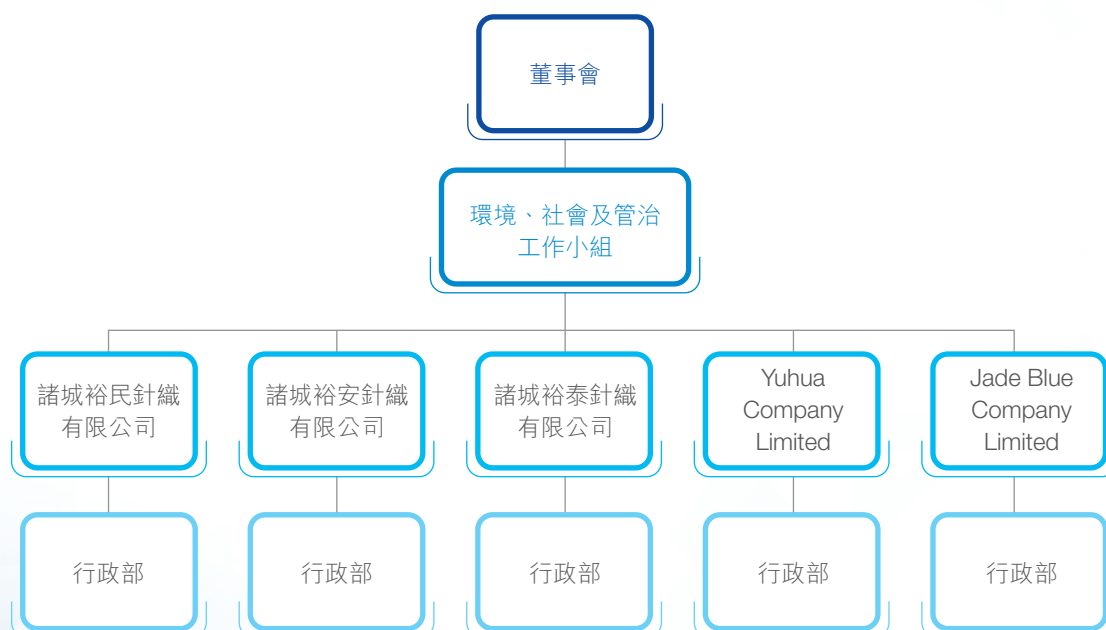 董事會
環境、社會及管治
工作小組
諸城裕民針織
有限公司
諸城裕安針織
有限公司
諸城裕泰針織
有限公司
Yuhua
Company
Limited
Jade Blue
Company
Limited
行政部
行政部
行政部
行政部
行政部